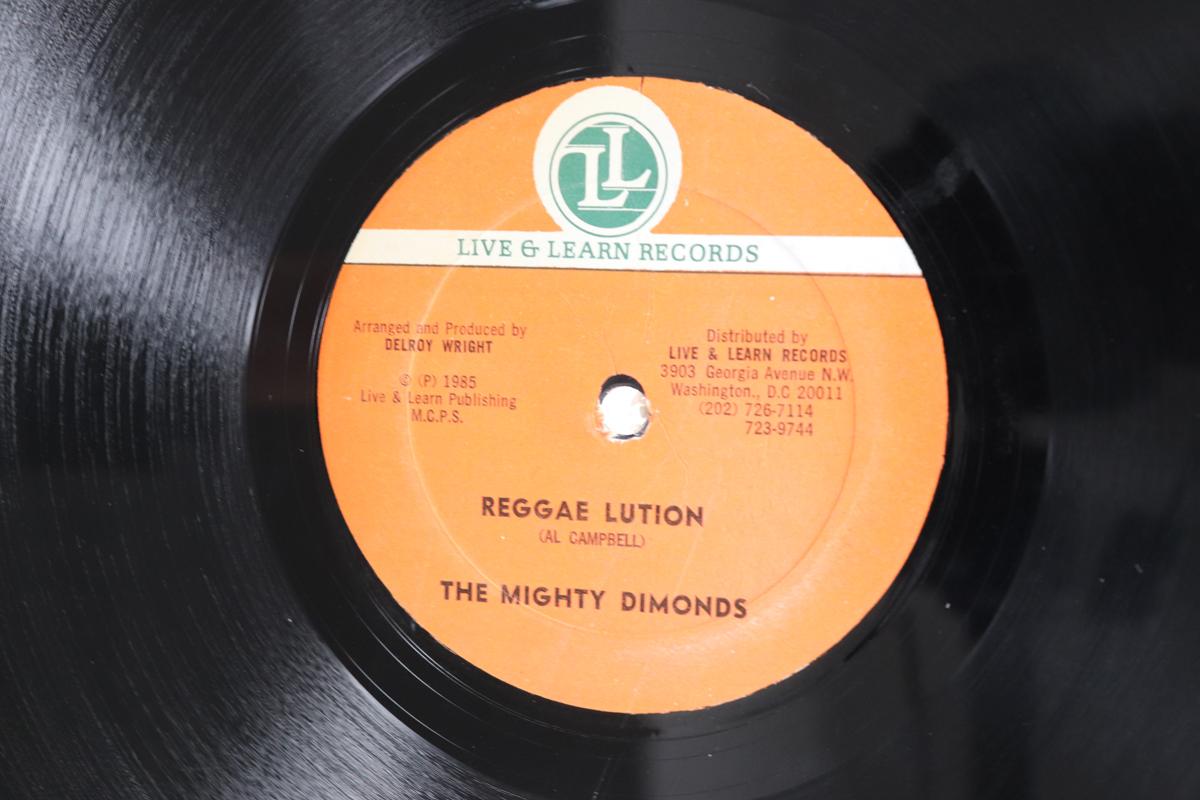 LL
LIVE & LEARN RECORDS
Arranged and Produced by
DELROY WRIGHT
© (P) 1985
Live & Learn Publishing
M.C.P.S.
Distributed by
LIVE & LEARN RECORDS
3903 Georgia Avenue N.W.
Washington., D.C 20011
(202) 726-7114
723-9744
REGGAE LUTION
(AL CAMPBELL)
THE MIGHTY DIMONDS